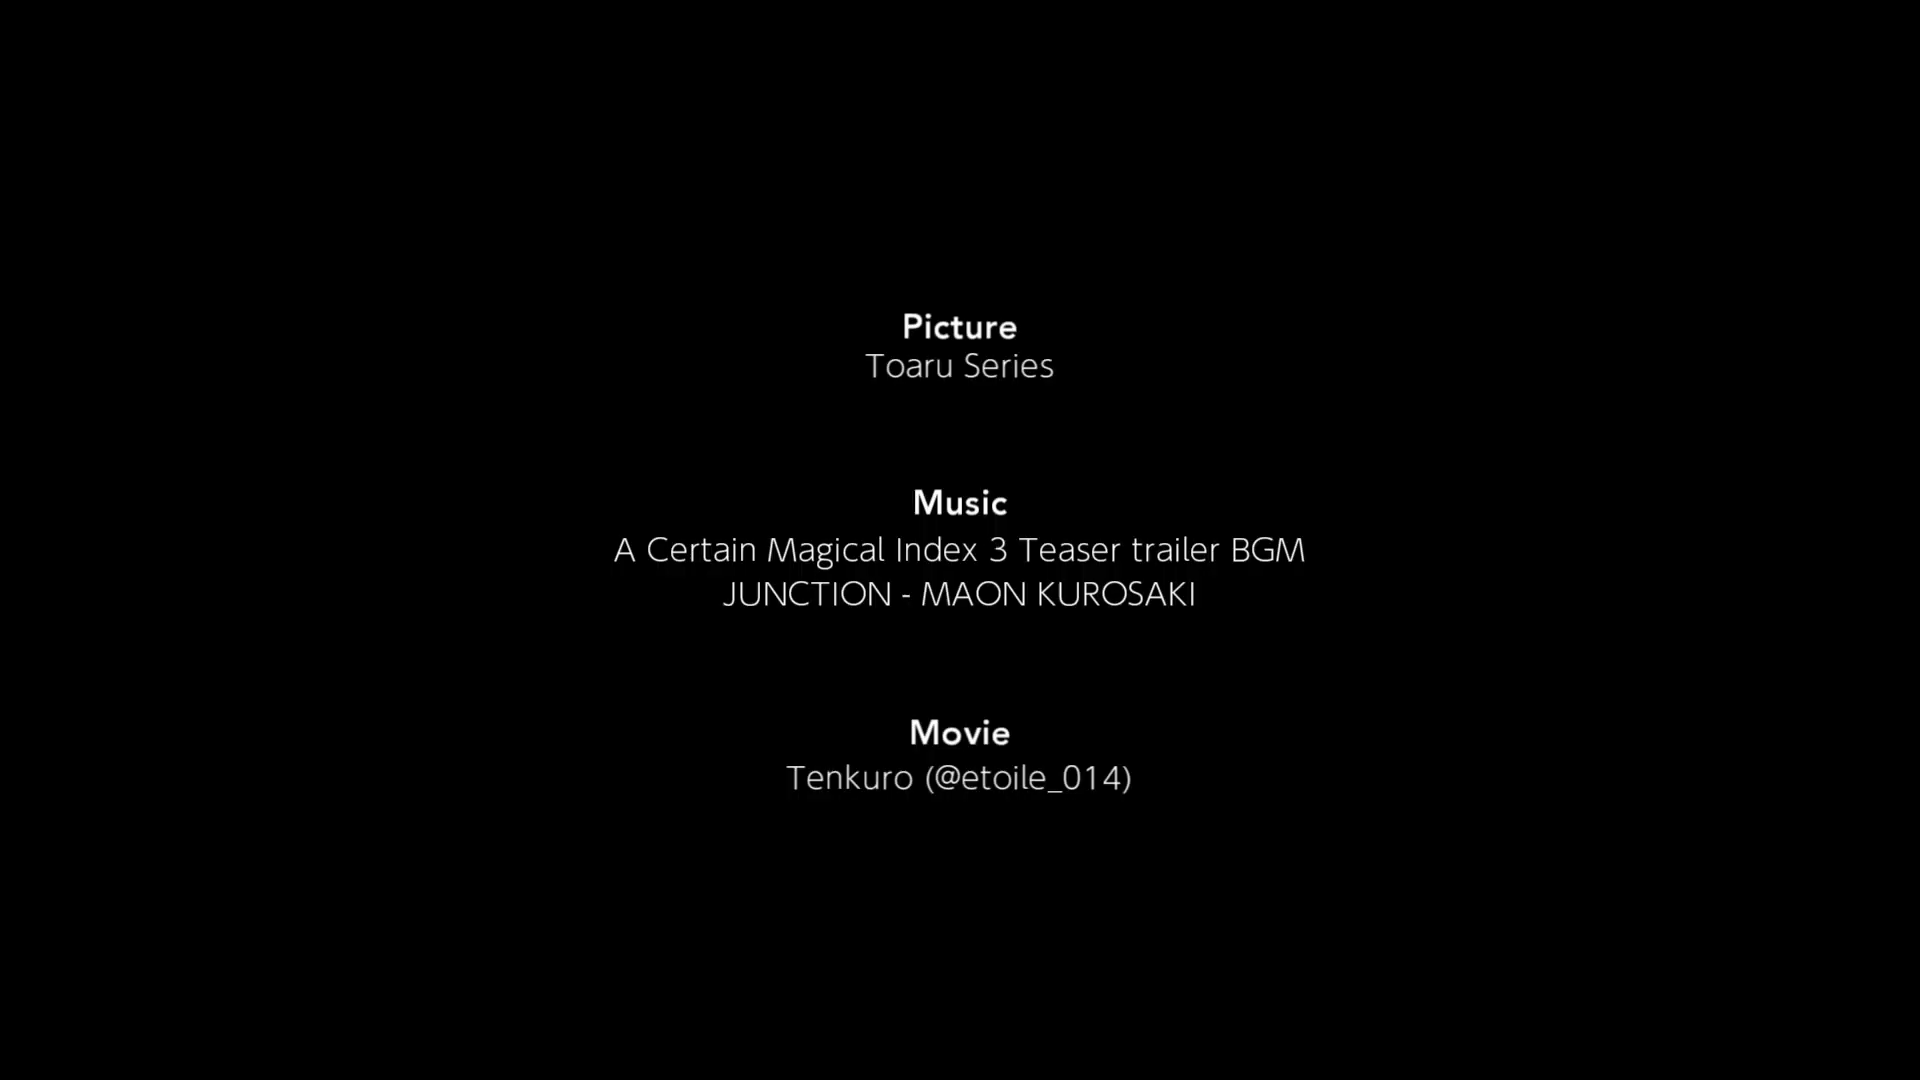 Picture
Toaru Series
Music
A Certain Magical Index 3 Teaser trailer BGM
JUNCTION - MAON KUROSAKI
Movie
Tenkuro (@etoile_014)